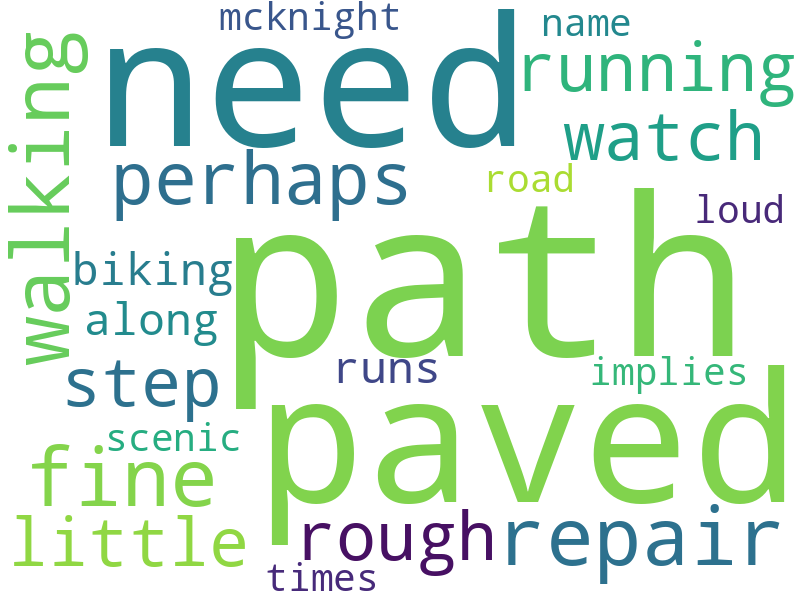 mcknight
name
need
running
walking
watch
perhaps
road
loud
path
biking
along
runs
step
implies
paved
scenic
fine
little
rough
repair
times